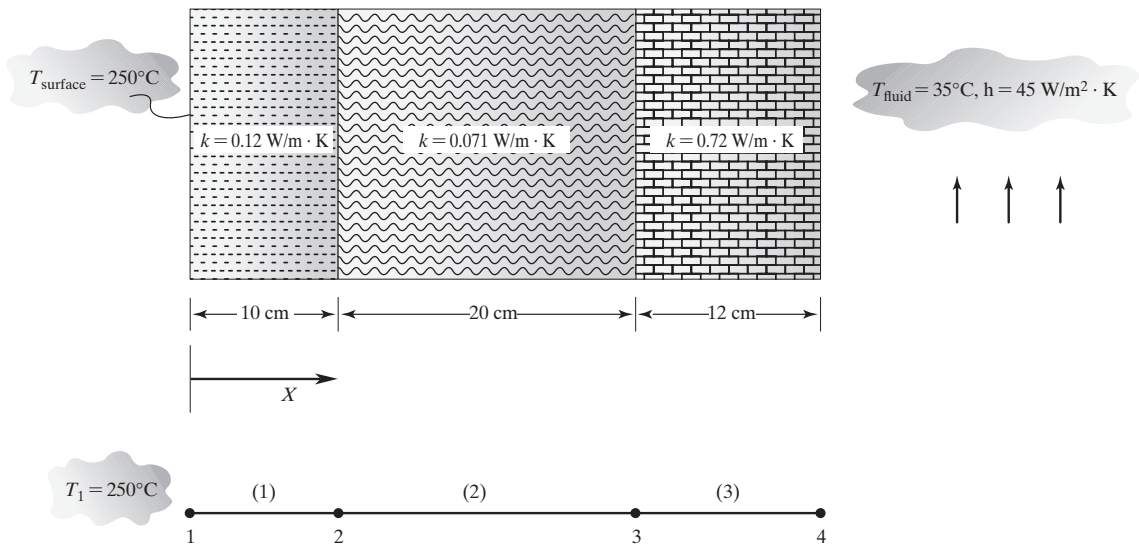 T_surface = 250°C
T_fluid = 35°C, h = 45 W/m² · K
k = 0.12 W/m · K
k = 0.071 W/m · K
k = 0.72 W/m · K
10 cm
20 cm
12 cm
X
T₁ = 250°C
(1)
(2)
(3)
1
2
3
4